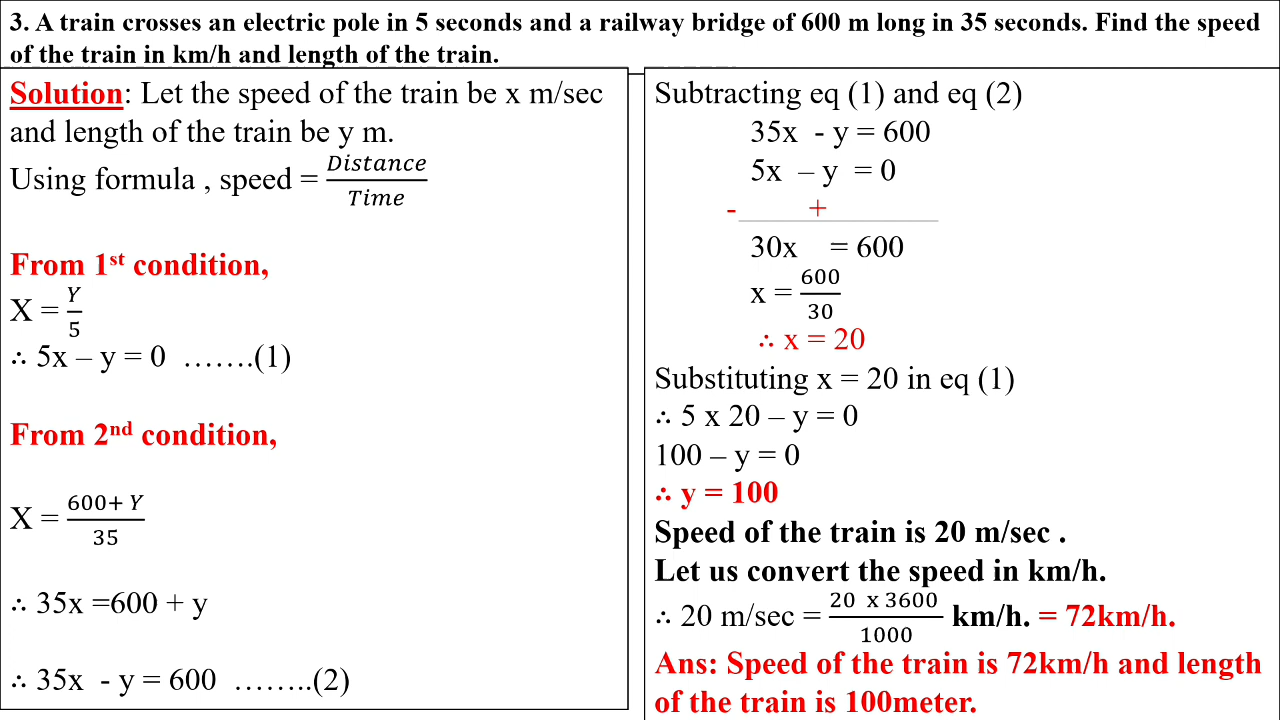 3. A train crosses an electric pole in 5 seconds and a railway bridge of 600 m long in 35 seconds. Find the speed
of the train in km/h and length of the train.
Solution: Let the speed of the train be x m/sec
and length of the train be y m.
Using formula , speed = Distance/Time
From 1st condition,
X = Y/5
∴ 5x – y = 0 …….(1)
From 2nd condition,
X = 600+ Y/35
∴ 35x =600 + y
∴ 35x - y = 600 ……..(2)
Subtracting eq (1) and eq (2)
35x - y = 600
5x – y = 0
- +
30x = 600
x = 600/30
∴ x = 20
Substituting x = 20 in eq (1)
∴ 5 x 20 – y = 0
100 – y = 0
∴ y = 100
Speed of the train is 20 m/sec .
Let us convert the speed in km/h.
∴ 20 m/sec = 20 x 3600/1000 km/h. = 72km/h.
Ans: Speed of the train is 72km/h and length
of the train is 100meter.